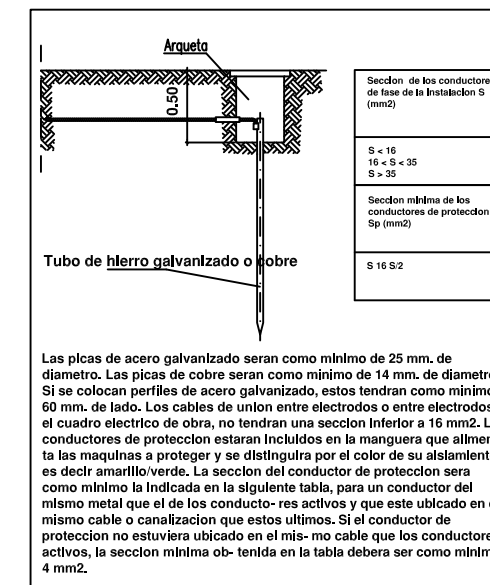 Arqueta
0.50
Tubo de hierro galvanizado o cobre
Seccion de los conductore
de fase de la instalacion S
(mm2)
S < 16
16 < S < 35
S > 35
Seccion minima de los
conductores de proteccion
Sp (mm2)
S 16 S/2
Las picas de acero galvanizado seran como minimo de 25 mm. de
diametro. Las picas de cobre seran como minimo de 14 mm. de diametro
Si se colocan perfiles de acero galvanizado, estos tendran como minimo
60 mm. de lado. Los cables de union entre electrodos o entre electrodos
el cuadro electrico de obra, no tendran una seccion inferior a 16 mm2. L
conductores de proteccion estaran incluidos en la manguera que alimen
ta las maquinas a proteger y se distinguira por el color de su aislamient
es decir amarillo/verde. La seccion del conductor de proteccion sera
como minimo la indicada en la siguiente tabla, para un conductor del
mismo metal que el de los conducto- res activos y que este ubicado en e
mismo cable o canalizacion que estos ultimos. Si el conductor de
proteccion no estuviera ubicado en el mis- mo cable que los conductore
activos, la seccion minima ob- tenida en la tabla debera ser como minim
4 mm2.